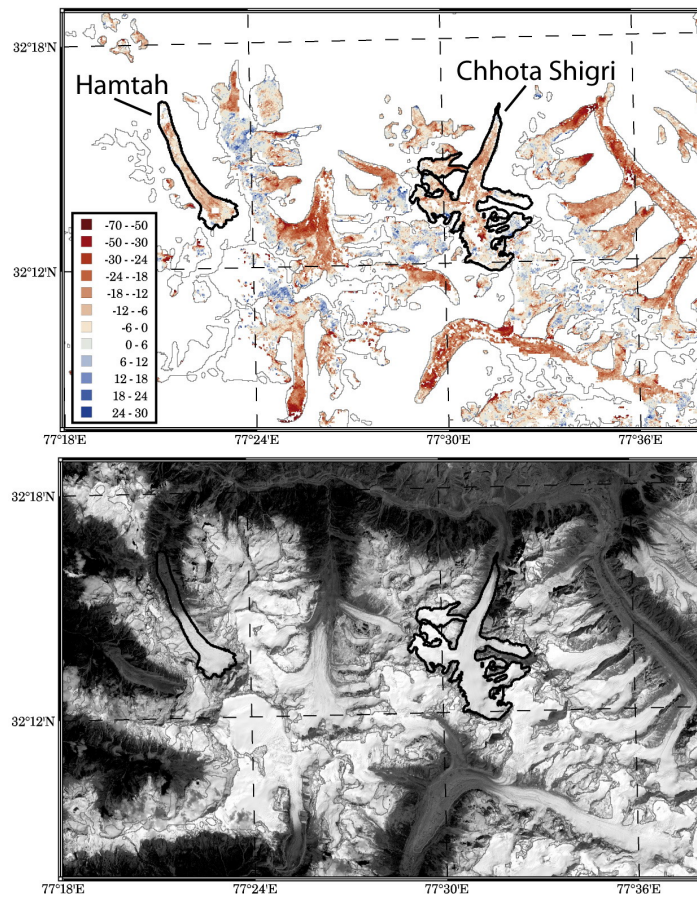 32°18'N
Hamtah
Chhota Shigri
-70 - -50
-50 - -30
-30 - -24
-24 - -18
-18 - -12
-12 - -6
-6 - 0
0 - 6
6 - 12
12 - 18
18 - 24
24 - 30
32°12'N
77°18'E 77°24'E 77°30'E 77°36'E
32°18'N
32°12'N
77°18'E 77°24'E 77°30'E 77°36'E